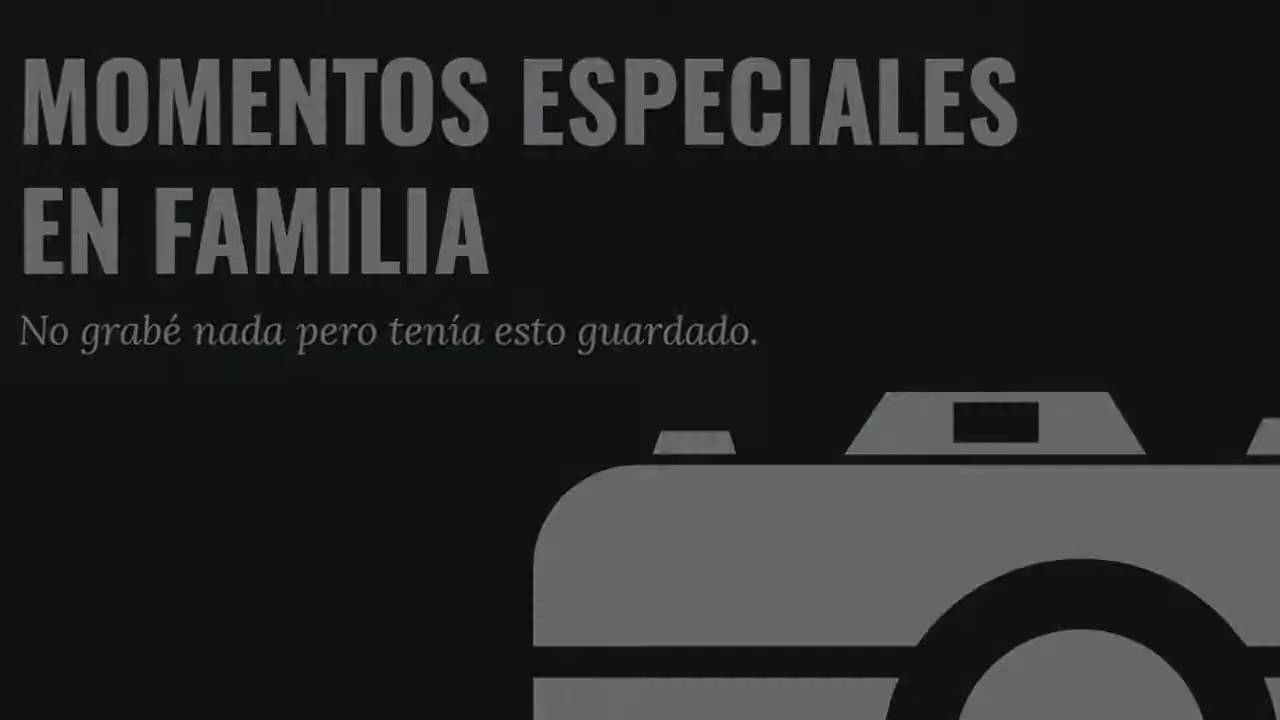 MOMENTOS ESPECIALES
EN FAMILIA
No grabé nada pero tenía esto guardado.